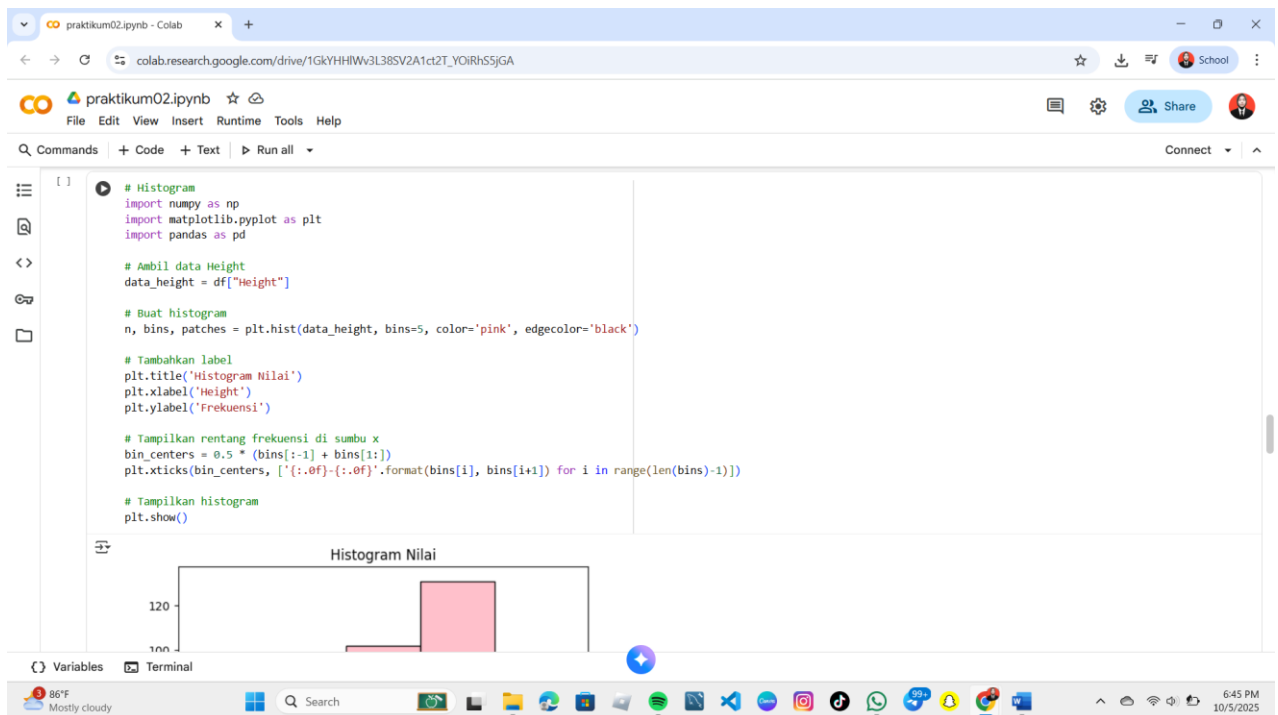 praktikum02.ipynb - Colab
colab.research.google.com/drive/1GkYHHlWv3L38SV2A1ct2T_YOiRhS5jGA
School
praktikum02.ipynb
File Edit View Insert Runtime Tools Help
Share
Commands + Code + Text Run all
Connect
[ ]
# Histogram
import numpy as np
import matplotlib.pyplot as plt
import pandas as pd
# Ambil data Height
data_height = df["Height"]
# Buat histogram
n, bins, patches = plt.hist(data_height, bins=5, color='pink', edgecolor='black')
# Tambahkan label
plt.title('Histogram Nilai')
plt.xlabel('Height')
plt.ylabel('Frekuensi')
# Tampilkan rentang frekuensi di sumbu x
bin_centers = 0.5 * (bins[:-1] + bins[1:])
plt.xticks(bin_centers, ['{:.0f}-{:.0f}'.format(bins[i], bins[i+1]) for i in range(len(bins)-1)])
# Tampilkan histogram
plt.show()
Histogram Nilai
120
100
{} Variables Terminal
3
86°F
Mostly cloudy
Search
Canva
99+
6:45 PM
10/5/2025